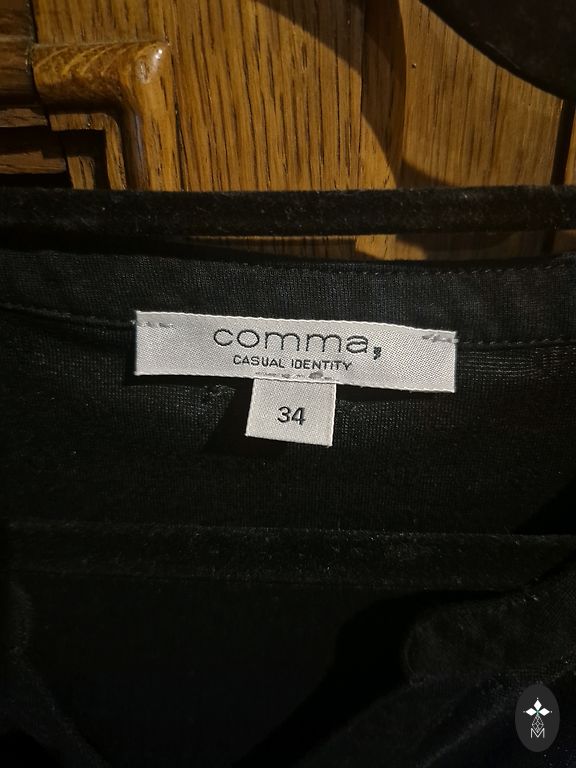 comma,
CASUAL IDENTITY
34
M